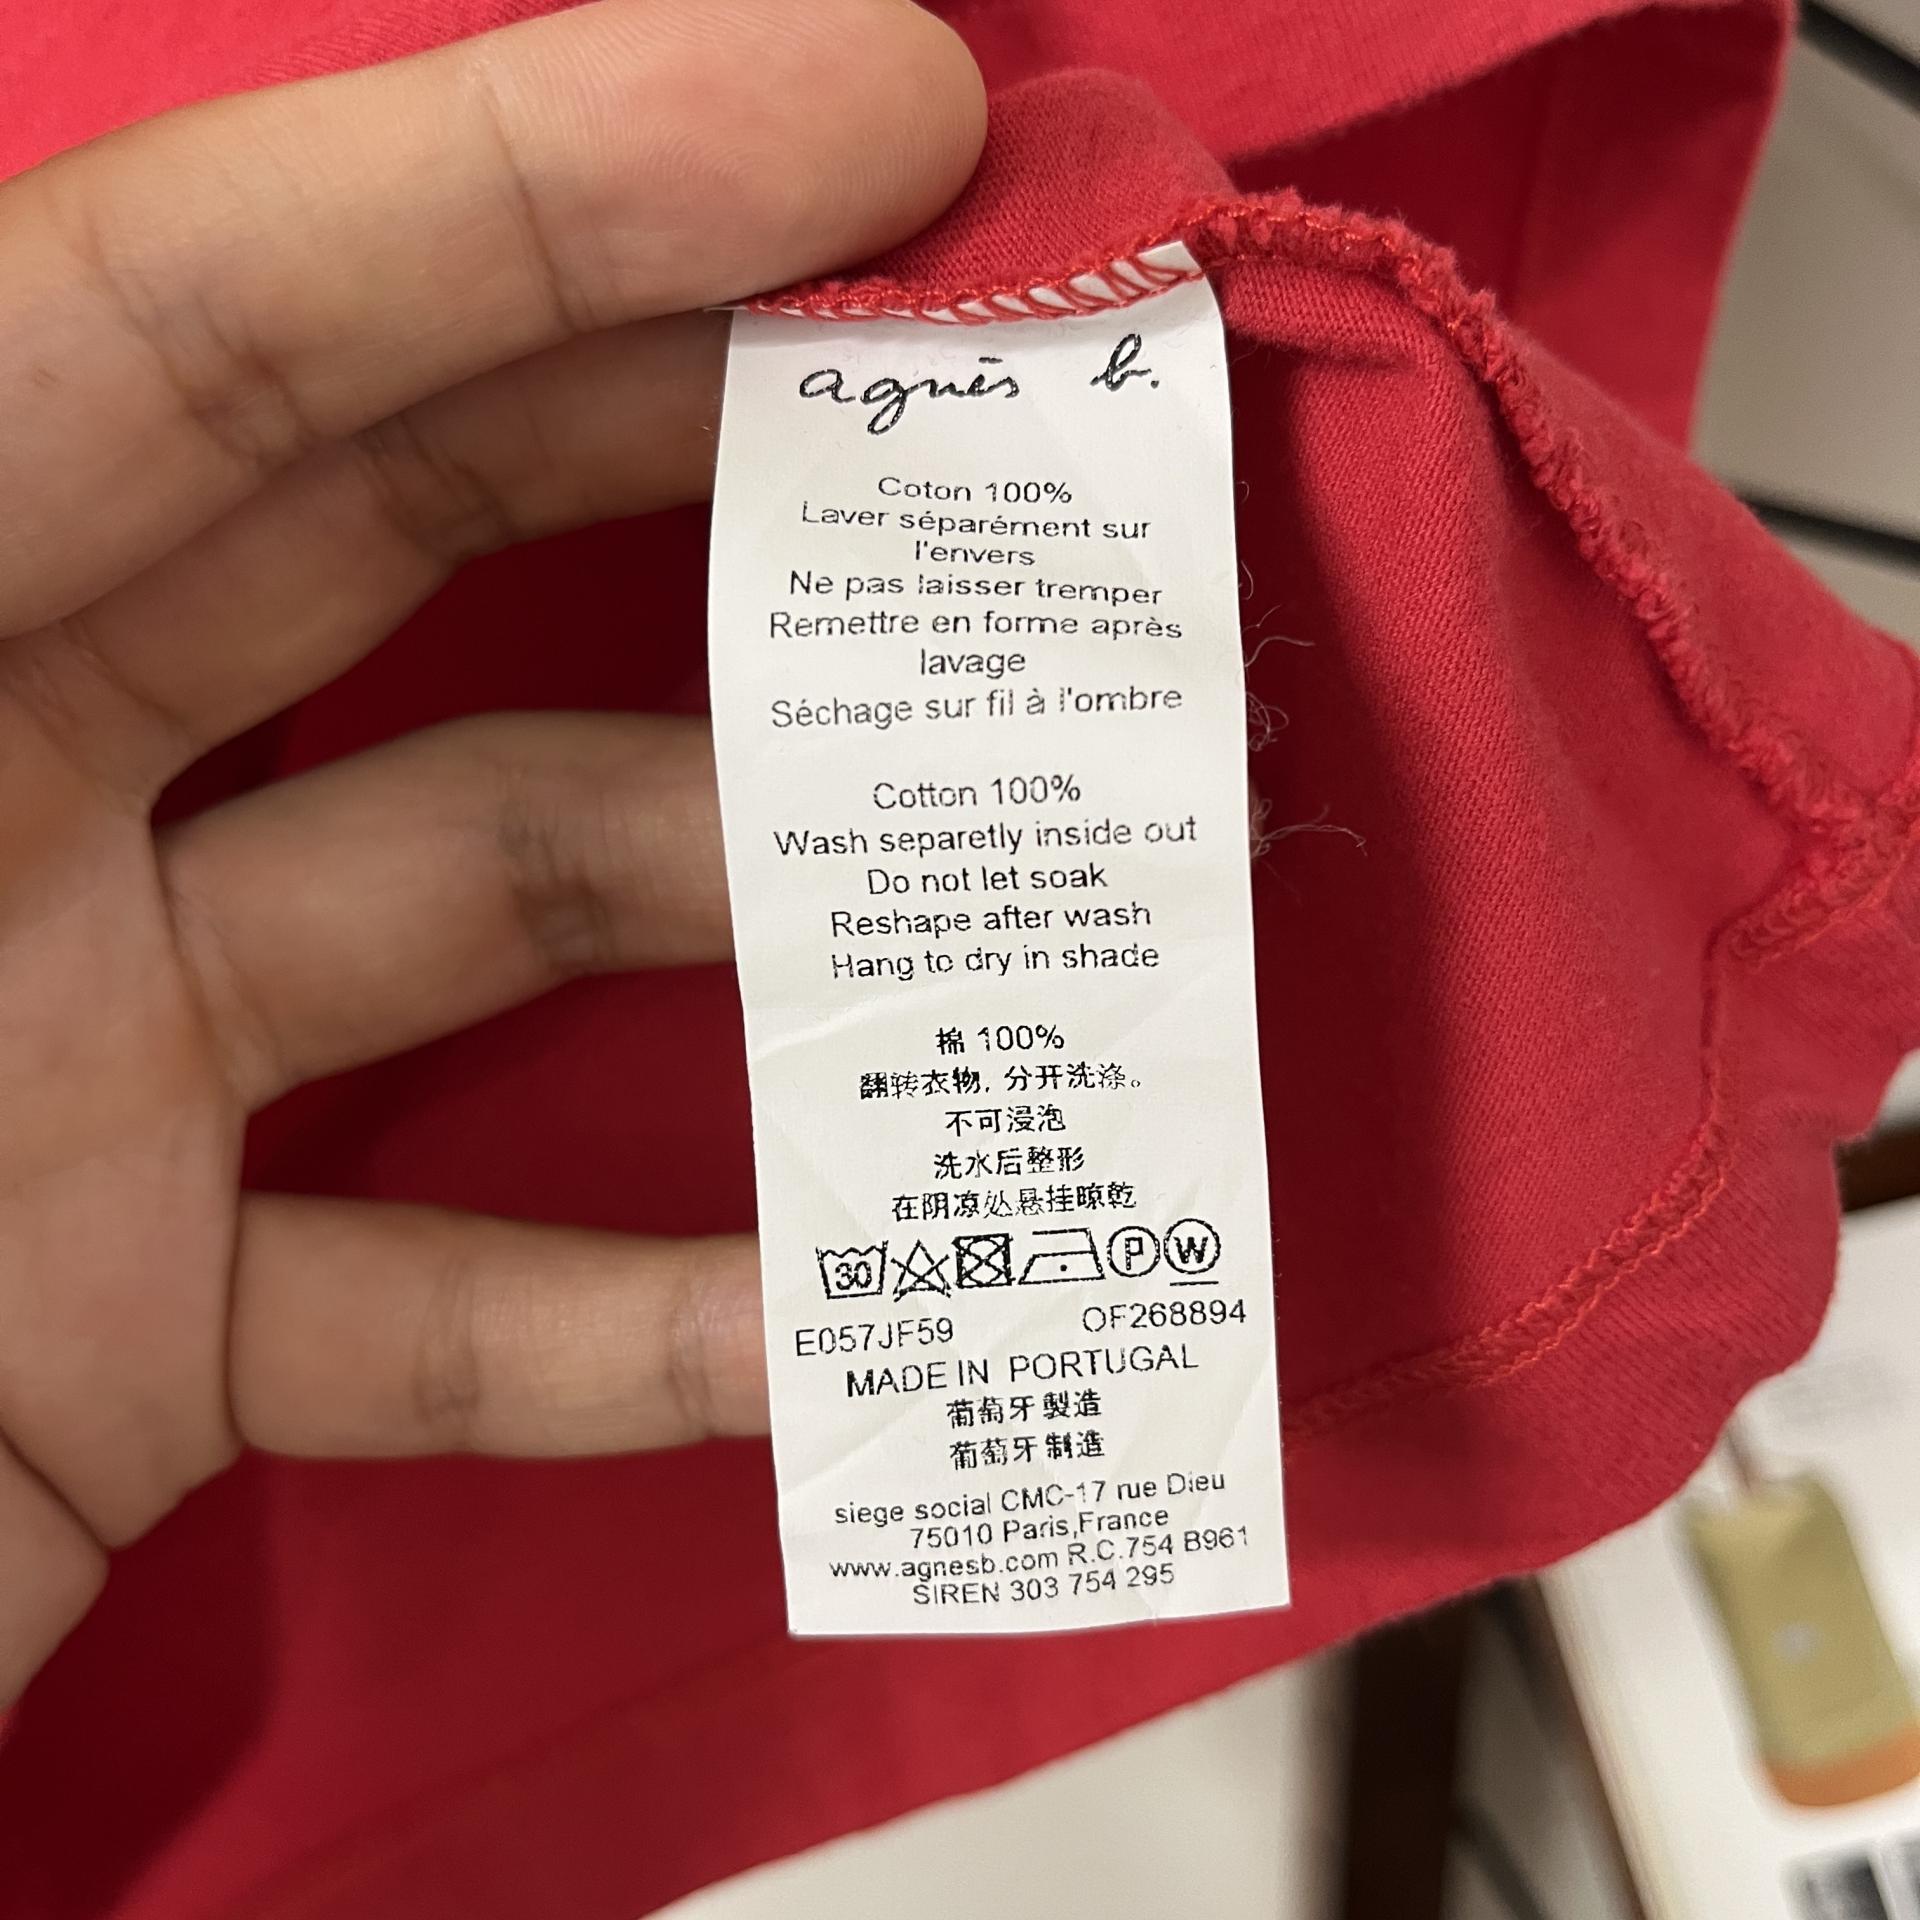 agnès b.
Coton 100%
Laver séparément sur
l'envers
Ne pas laisser tremper
Remettre en forme après
lavage
Séchage sur fil à l'ombre
Cotton 100%
Wash separetly inside out
Do not let soak
Reshape after wash
Hang to dry in shade
棉 100%
翻转衣物, 分开洗涤。
不可浸泡
洗水后整形
在阴凉处悬挂晾乾
30 P W
E057JF59 OF268894
MADE IN PORTUGAL
葡萄牙製造
葡萄牙制造
siege social CMC-17 rue Dieu
75010 Paris,France
www.agnesb.com R.C.754 B961
SIREN 303 754 295